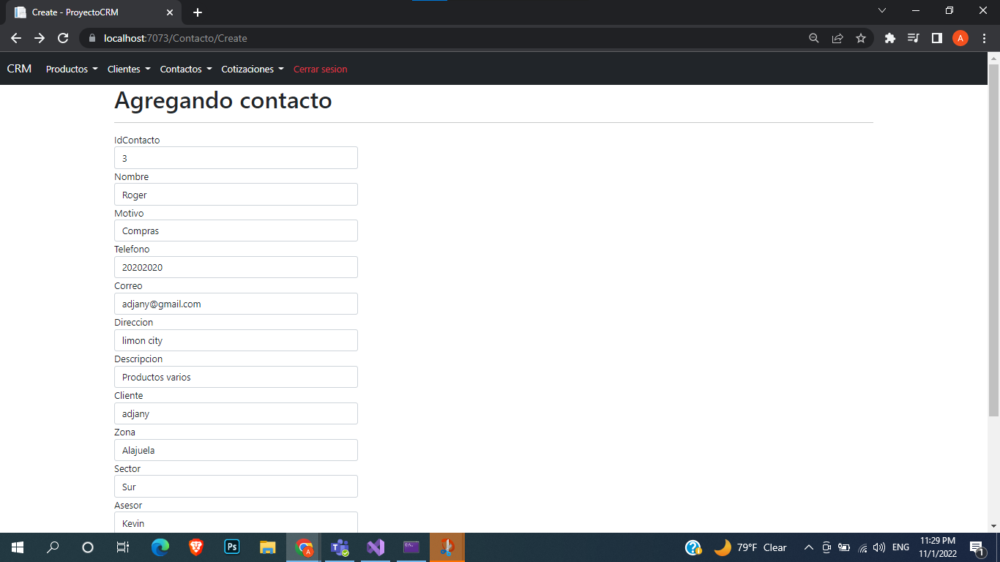 Create - ProyectoCRM
localhost:7073/Contacto/Create
A
CRM Productos Clientes Contactos Cotizaciones Cerrar sesion
Agregando contacto
IdContacto
3
Nombre
Roger
Motivo
Compras
Telefono
20202020
Correo
adjany@gmail.com
Direccion
limon city
Descripcion
Productos varios
Cliente
adjany
Zona
Alajuela
Sector
Sur
Asesor
Kevin
Ps
A
79°F Clear
ENG
11:29 PM
11/1/2022
1